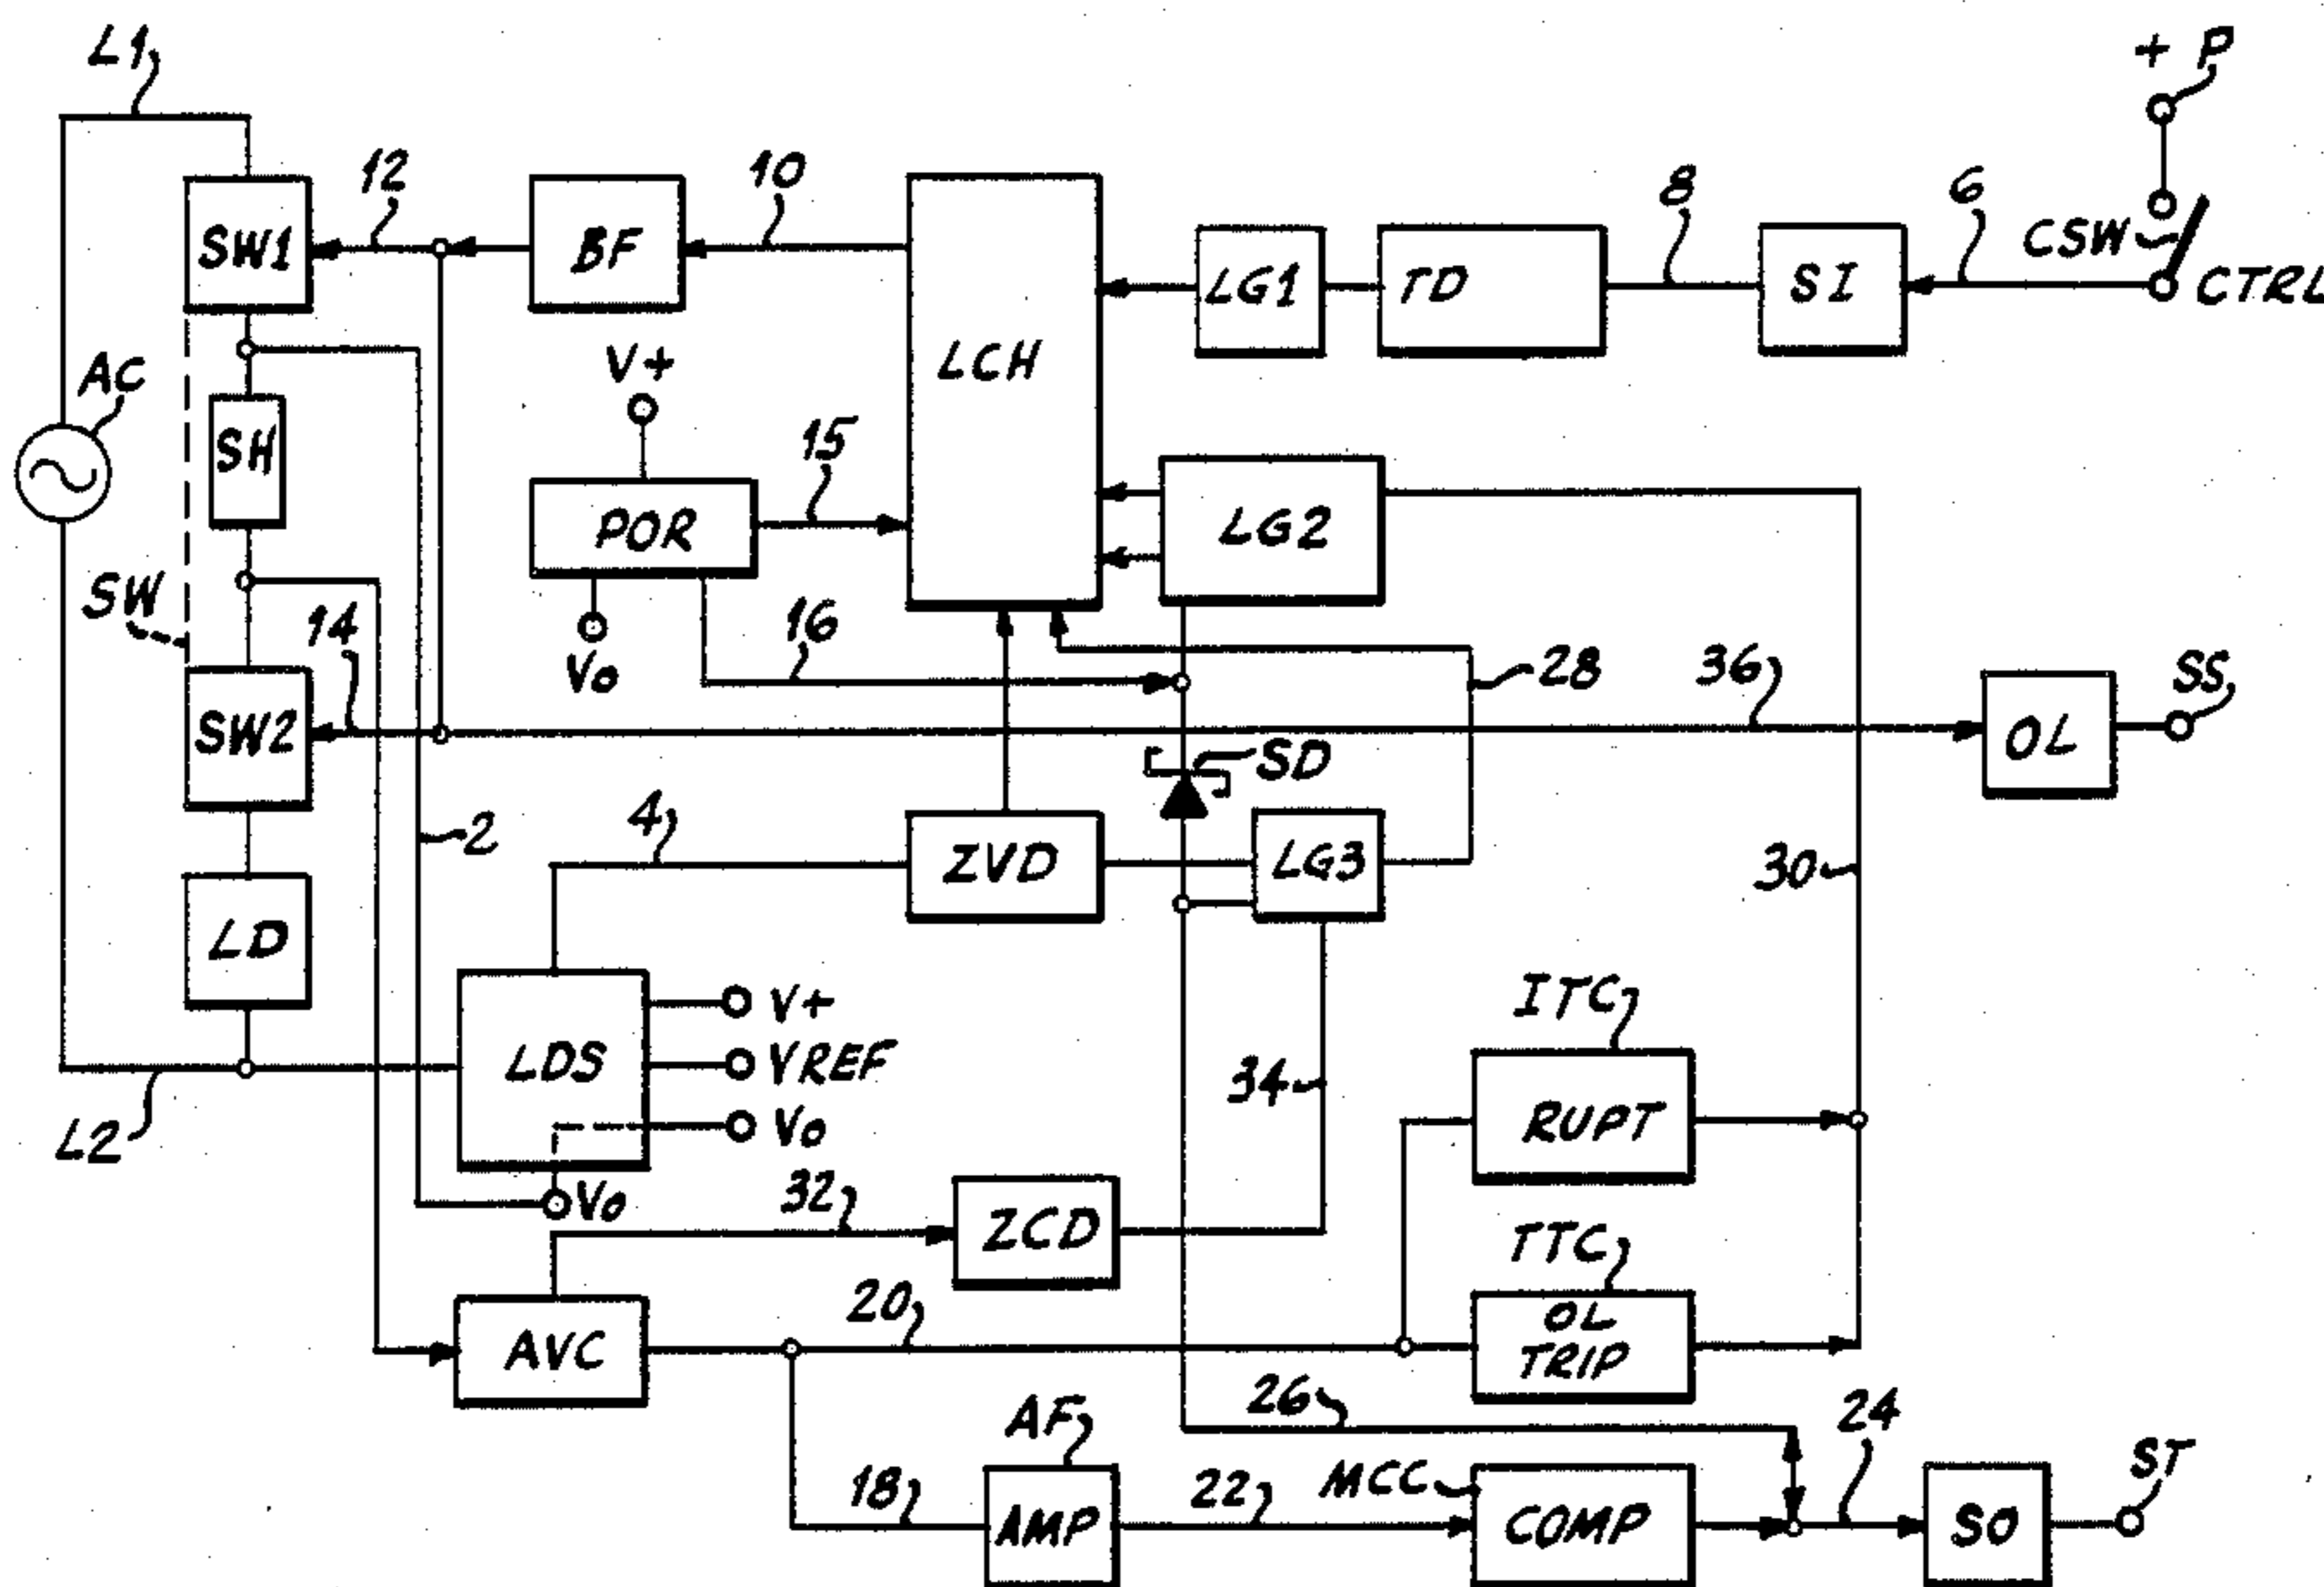 L1
+ P
12
10
8
6
SW1
BF
LG1
TD
SI
CSW
CTRL
LCH
AC
V+
SH
15
POR
LG2
SW
14
Vo
16
28
36
SS
SW2
OL
SD
2
4
ZVD
LG3
30
LD
ITC
V+
LDS
VREF
34
RUPT
Vo
L2
Vo
32
ZCD
TTC
20
OL
TRIP
AVC
26
24
AF
18
22
MCC
ST
AMP
COMP
SO